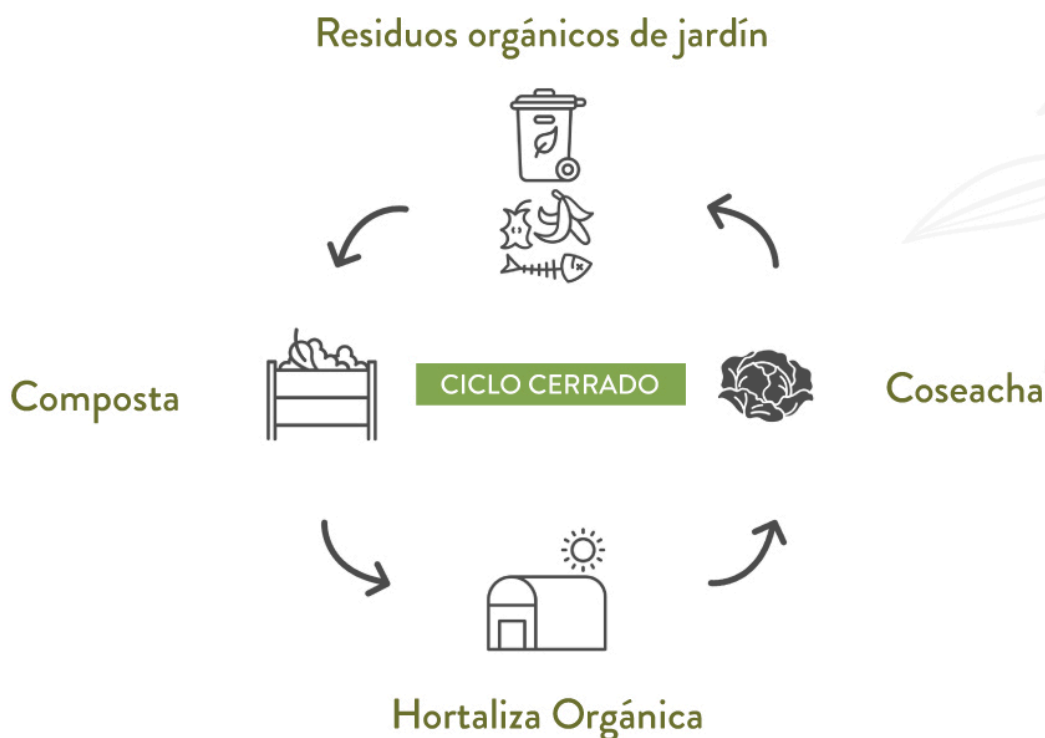 Residuos orgánicos de jardín
Composta
CICLO CERRADO
Coseacha
Hortaliza Orgánica